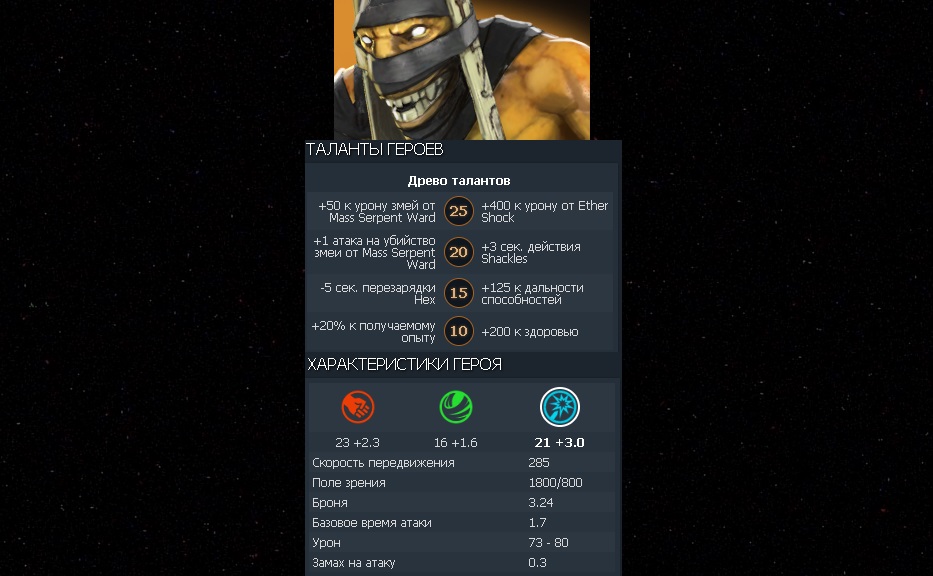 ТАЛАНТЫ ГЕРОЕВ
Древо талантов
+50 к урону змей от
Mass Serpent Ward
25
+400 к урону от Ether
Shock
+1 атака на убийство
змеи от Mass Serpent
Ward
20
+3 сек. действия
Shackles
-5 сек. перезарядки
Hex
15
+125 к дальности
способностей
+20% к получаемому
опыту
10
+200 к здоровью
ХАРАКТЕРИСТИКИ ГЕРОЯ
23 +2.3 16 +1.6 21 +3.0
Скорость передвижения 285
Поле зрения 1800/800
Броня 3.24
Базовое время атаки 1.7
Урон 73 - 80
Замах на атаку 0.3